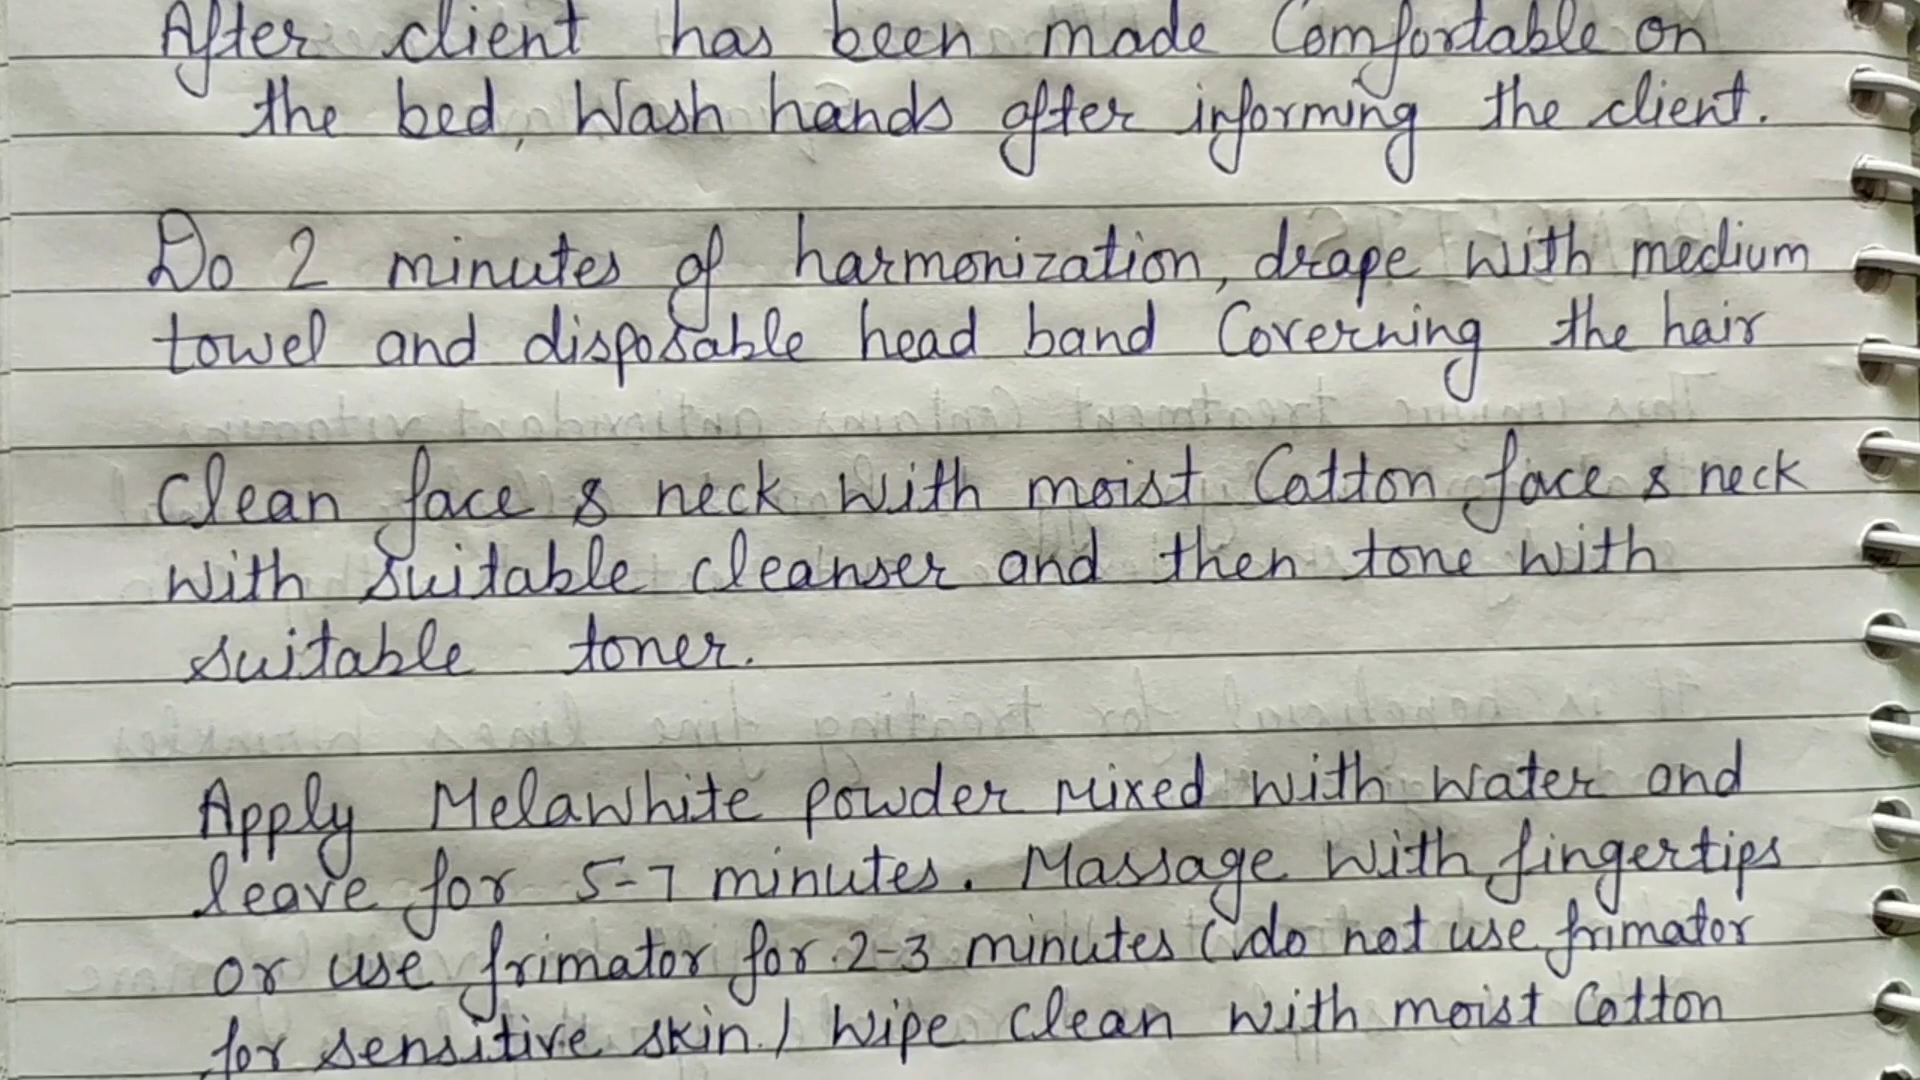 After client has been made Comfortable on
the bed, Wash hands after informing the client.
Do 2 minutes of harmonization, drape with medium
towel and disposable head band Coverning the hair
Clean face & neck with moist Cotton face & neck
with suitable cleanser and then tone with
suitable toner.
Apply Melawhite powder mixed with water and
leave for 5-7 minutes. Massage with fingertips
or use frimator for 2-3 minutes (do not use frimator
for sensitive skin.) Wipe clean with moist Cotton